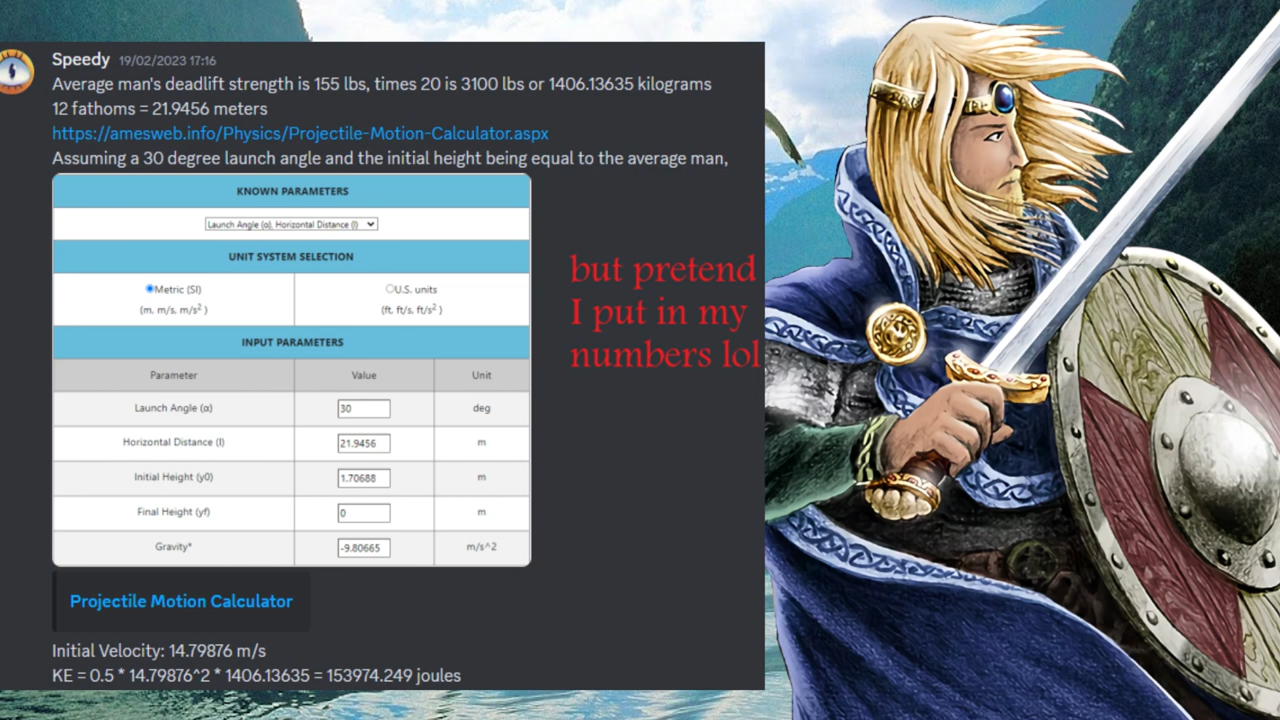 Speedy 19/02/2023 17:16
Average man's deadlift strength is 155 lbs, times 20 is 3100 lbs or 1406.13635 kilograms
12 fathoms = 21.9456 meters
https://amesweb.info/Physics/Projectile-Motion-Calculator.aspx
Assuming a 30 degree launch angle and the initial height being equal to the average man,
KNOWN PARAMETERS
Launch Angle (α), Horizontal Distance (l)
UNIT SYSTEM SELECTION
Metric (SI) U.S. units
(m. m/s. m/s²) (ft. ft/s. ft/s²)
INPUT PARAMETERS
Parameter Value Unit
Launch Angle (α) 30 deg
Horizontal Distance (l) 21.9456 m
Initial Height (y0) 1.70688 m
Final Height (yf) 0 m
Gravity* -9.80665 m/s^2
but pretend
I put in my
numbers lol
Projectile Motion Calculator
Initial Velocity: 14.79876 m/s
KE = 0.5 * 14.79876^2 * 1406.13635 = 153974.249 joules